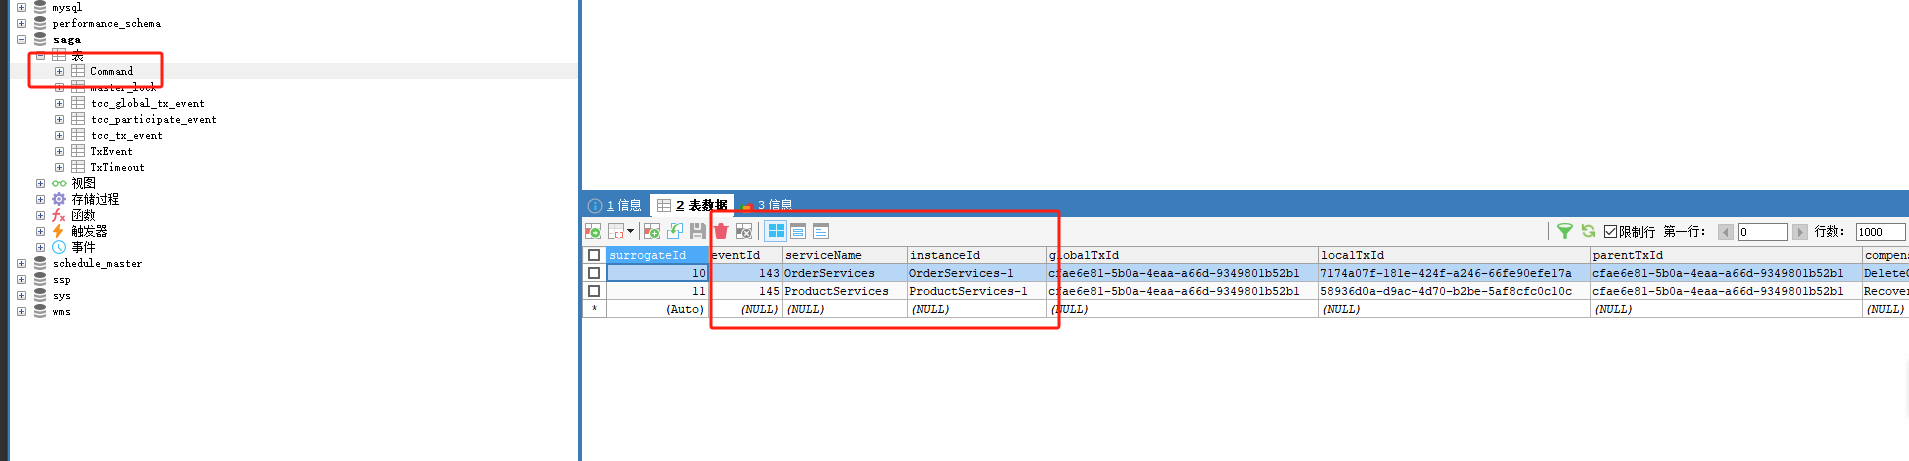 mysql
performance_schema
saga
表
Command
master_lock
tcc_global_tx_event
tcc_participate_event
tcc_tx_event
TxEvent
TxTimeout
视图
存储过程
函数
触发器
事件
schedule_master
ssp
sys
wms
1 信息 2 表数据 3 信息
限制行 第一行: 0 行数: 1000
surrogateId eventId serviceName instanceId globalTxId localTxId parentTxId compens
10 143 OrderServices OrderServices-1 cfae6e81-5b0a-4eaa-a66d-9349801b52b1 7174a07f-181e-424f-a246-66fe90efe17a cfae6e81-5b0a-4eaa-a66d-9349801b52b1 Delete
11 145 ProductServices ProductServices-1 cfae6e81-5b0a-4eaa-a66d-9349801b52b1 58936d0a-d9ac-4d70-b2be-5af8cfc0c10c cfae6e81-5b0a-4eaa-a66d-9349801b52b1 Recover
* (Auto) (NULL) (NULL) (NULL) (NULL) (NULL) (NULL) (NULL)